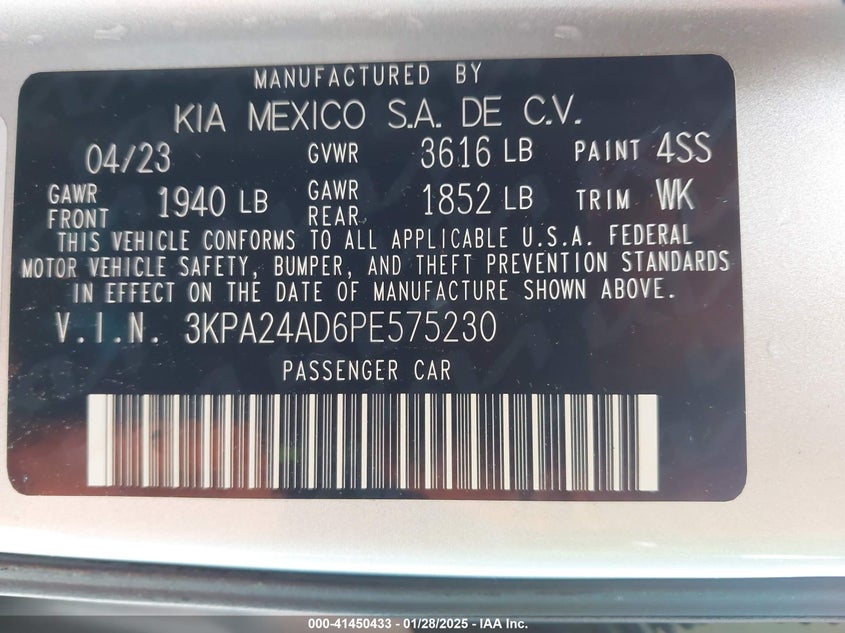 MANUFACTURED BY
KIA MEXICO S.A. DE C.V.
04/23 GVWR 3616 LB PAINT 4SS
GAWR FRONT 1940 LB GAWR REAR 1852 LB TRIM WK
THIS VEHICLE CONFORMS TO ALL APPLICABLE U.S.A. FEDERAL
MOTOR VEHICLE SAFETY, BUMPER, AND THEFT PREVENTION STANDARDS
IN EFFECT ON THE DATE OF MANUFACTURE SHOWN ABOVE.
V.I.N. 3KPA24AD6PE575230
PASSENGER CAR
000-41450433 - 01/28/2025 - IAA Inc.